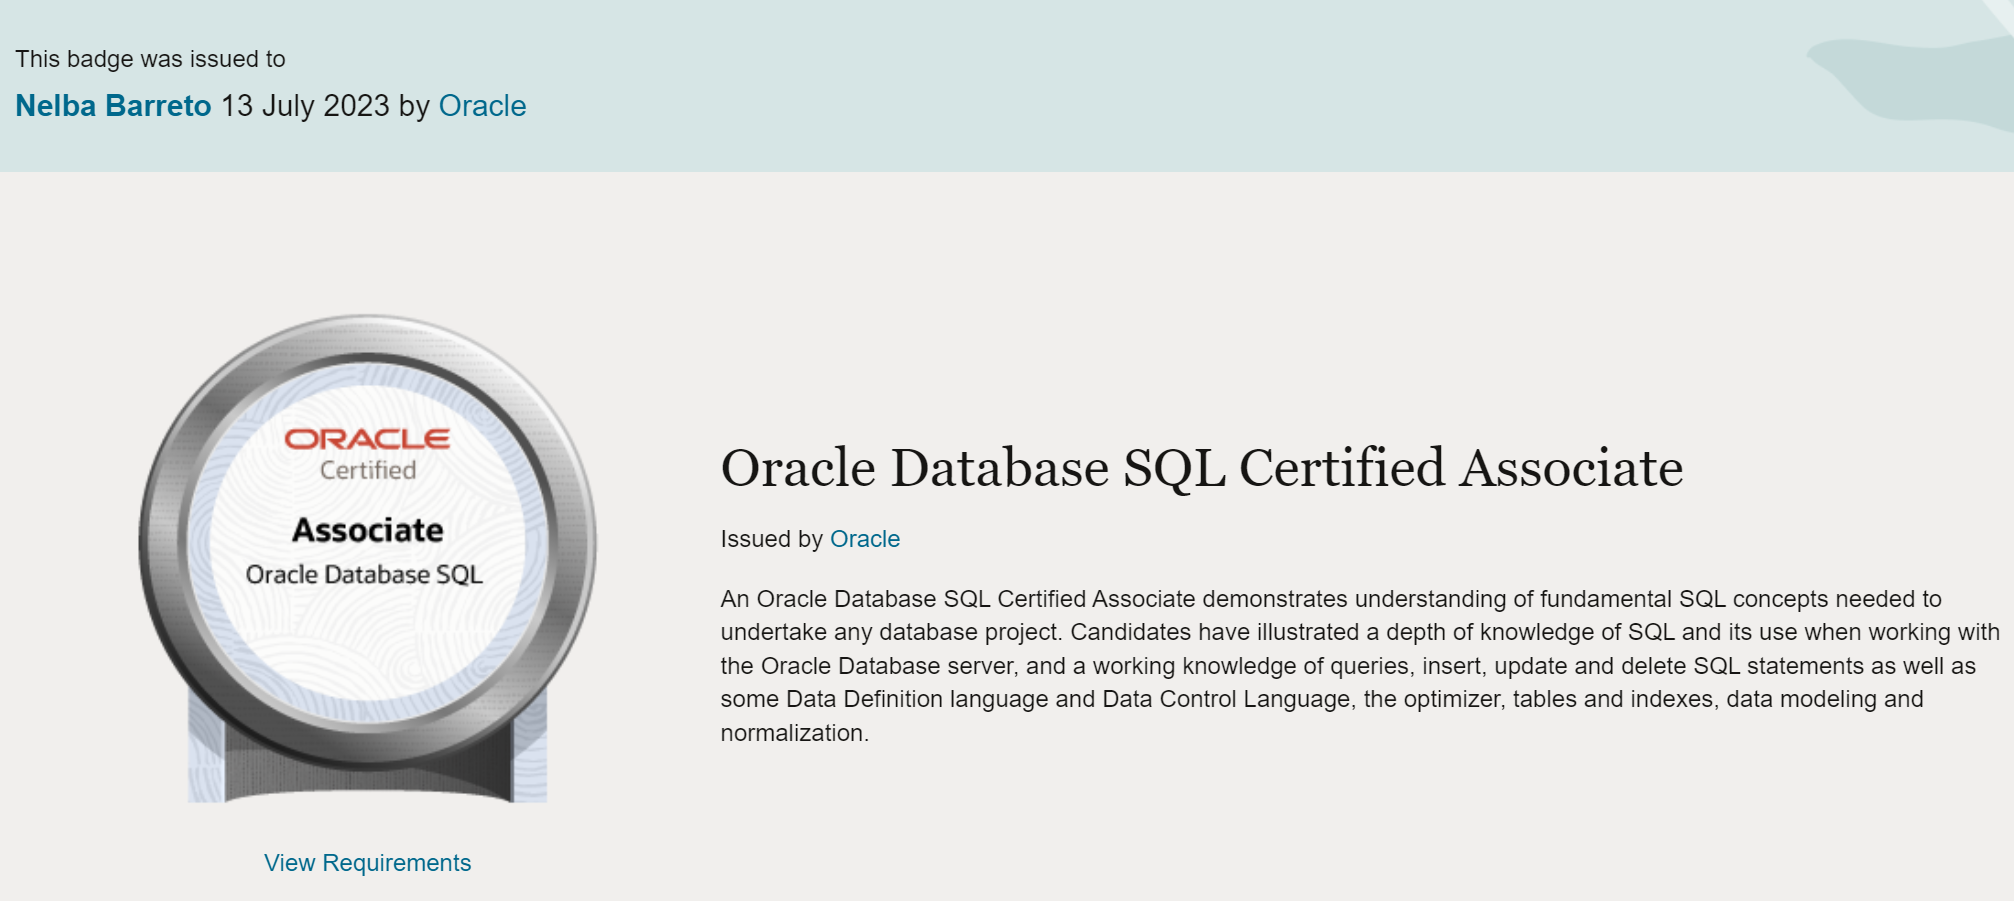 This badge was issued to
Nelba Barreto 13 July 2023 by Oracle
ORACLE
Certified
Associate
Oracle Database SQL
View Requirements
Oracle Database SQL Certified Associate
Issued by Oracle
An Oracle Database SQL Certified Associate demonstrates understanding of fundamental SQL concepts needed to
undertake any database project. Candidates have illustrated a depth of knowledge of SQL and its use when working with
the Oracle Database server, and a working knowledge of queries, insert, update and delete SQL statements as well as
some Data Definition language and Data Control Language, the optimizer, tables and indexes, data modeling and
normalization.